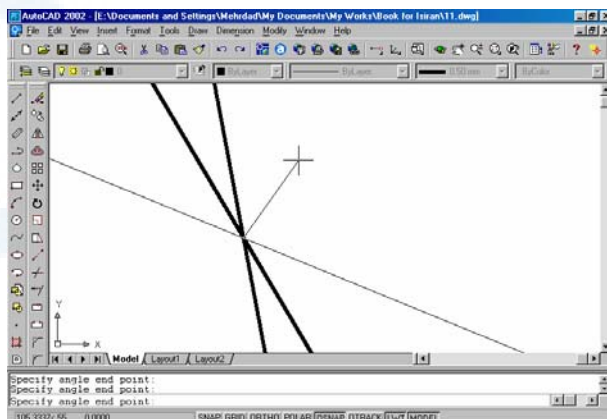 AutoCAD 2002 - [E:\Documents and Settings\Mehrdad\My Documents\My Works\Book for Isiran\11.dwg]
File Edit View Insert Format Tools Draw Dimension Modify Window Help
0 ByLayer ByLayer 0.50 mm ByColor
Y
X
Model Layout1 Layout2
Specify angle end point:
Specify angle end point:
Specify angle end point:
SNAP GRID ORTHO POLAR OSNAP OTRACK LWT MODEL